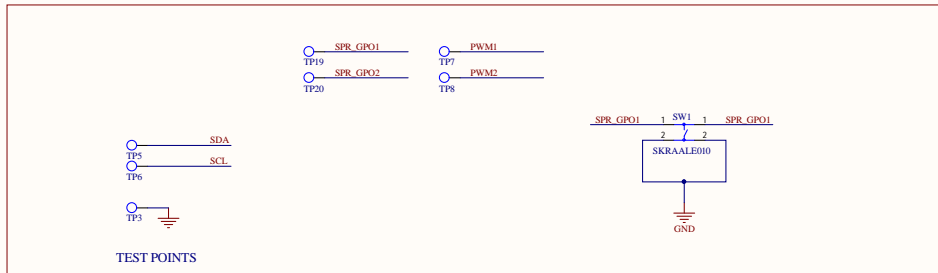 SPR_GPO1 PWM1
TP19 TP7
SPR_GPO2 PWM2
TP20 TP8
SPR_GPO1 1 SW1 1 SPR_GPO1
2 2
SKRAALE010
SDA
TP5
SCL
TP6
TP3
GND
TEST POINTS